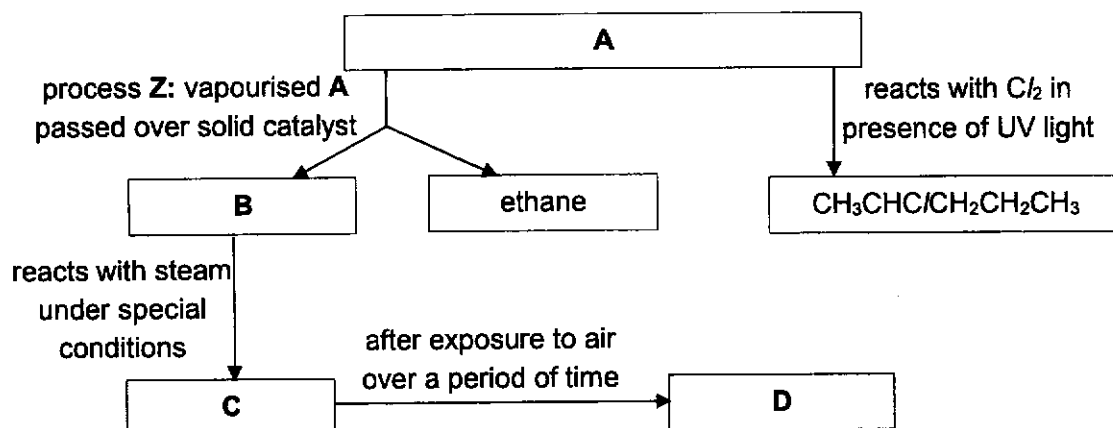 A
process Z: vapourised A
passed over solid catalyst
reacts with Cl₂ in
presence of UV light
B
ethane
CH₃CHClCH₂CH₂CH₃
reacts with steam
under special
conditions
after exposure to air
over a period of time
C
D